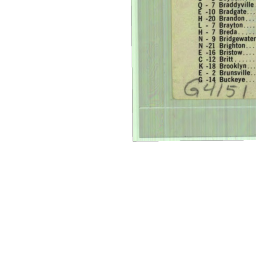 Q - 7 Braddyville
E -10 Bradgate...
H -20 Brandon...
L - 7 Brayton....
H - 7 Breda.....
N - 9 Bridgewater
N -21 Brighton...
E -16 Bristow....
C -12 Britt......
K -18 Brooklyn...
E - 2 Brunsville..
G -14 Buckeye....
G4151